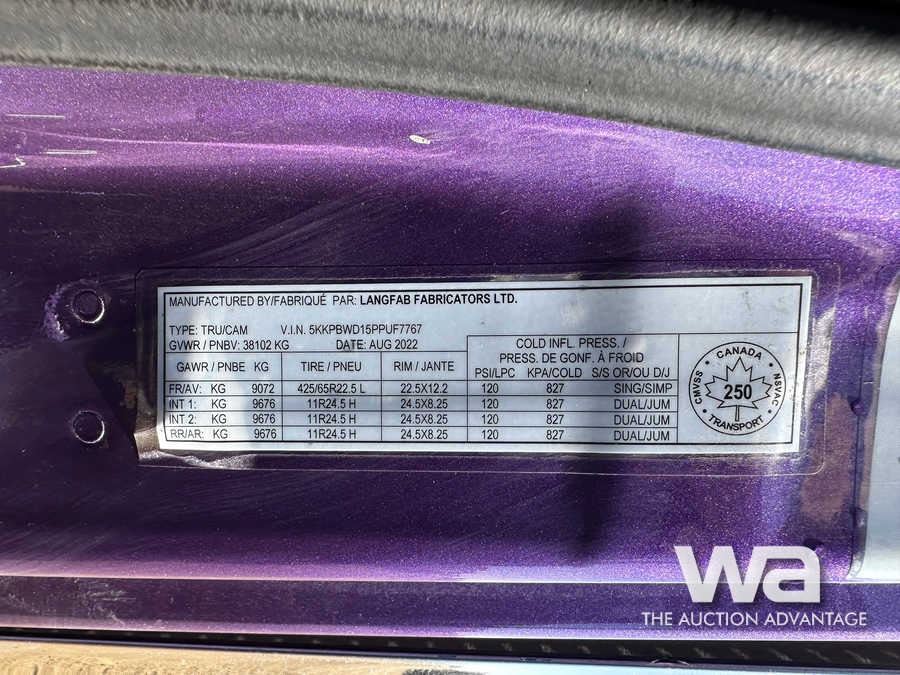 MANUFACTURED BY/FABRIQUÉ PAR: LANGFAB FABRICATORS LTD.
TYPE: TRU/CAM V.I.N. 5KKPBWD15PPUF7767
GVWR / PNBV: 38102 KG DATE: AUG 2022
COLD INFL. PRESS. /
PRESS. DE GONF. À FROID
GAWR / PNBE KG TIRE / PNEU RIM / JANTE PSI/LPC KPA/COLD S/S OR/OU D/J
FR/AV: KG 9072 425/65R22.5 L 22.5X12.2 120 827 SING/SIMP
INT 1: KG 9676 11R24.5 H 24.5X8.25 120 827 DUAL/JUM
INT 2: KG 9676 11R24.5 H 24.5X8.25 120 827 DUAL/JUM
RR/AR: KG 9676 11R24.5 H 24.5X8.25 120 827 DUAL/JUM
CANADA
CMVSS
250
NSVAC
TRANSPORT
wa
THE AUCTION ADVANTAGE